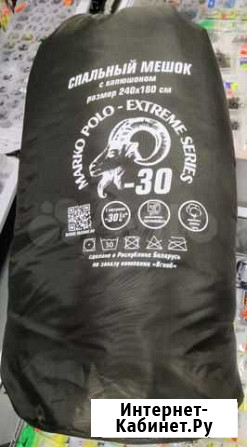 СПАЛЬНЫЙ МЕШОК
с капюшоном
размер 240х180 см
MARKO POLO - EXTREME SERIES
-30
-30
30
сделано в Республике Беларусь
по заказу компании
Интернет-
Кабинет.Ру